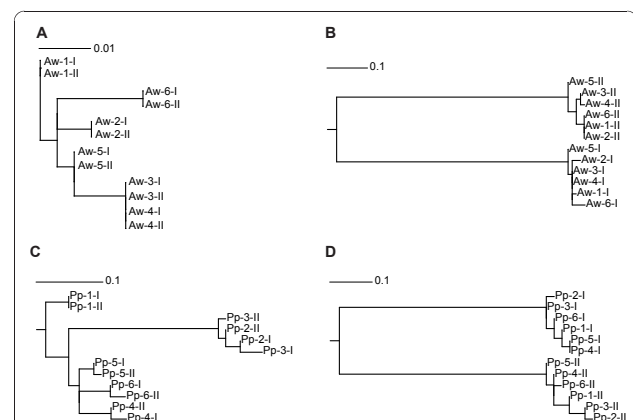 A
0.01
Aw-1-I
Aw-1-II
Aw-6-I
Aw-6-II
Aw-2-I
Aw-2-II
Aw-5-I
Aw-5-II
Aw-3-I
Aw-3-II
Aw-4-I
Aw-4-II
B
0.1
Aw-5-II
Aw-3-II
Aw-4-II
Aw-6-II
Aw-1-II
Aw-2-II
Aw-5-I
Aw-2-I
Aw-3-I
Aw-4-I
Aw-1-I
Aw-6-I
C
0.1
Pp-1-I
Pp-1-II
Pp-3-II
Pp-2-II
Pp-2-I
Pp-3-I
Pp-5-I
Pp-5-II
Pp-6-I
Pp-6-II
Pp-4-II
Pp-4-I
D
0.1
Pp-2-I
Pp-3-I
Pp-6-I
Pp-1-I
Pp-5-I
Pp-4-I
Pp-5-II
Pp-4-II
Pp-6-II
Pp-1-II
Pp-3-II
Pp-2-II